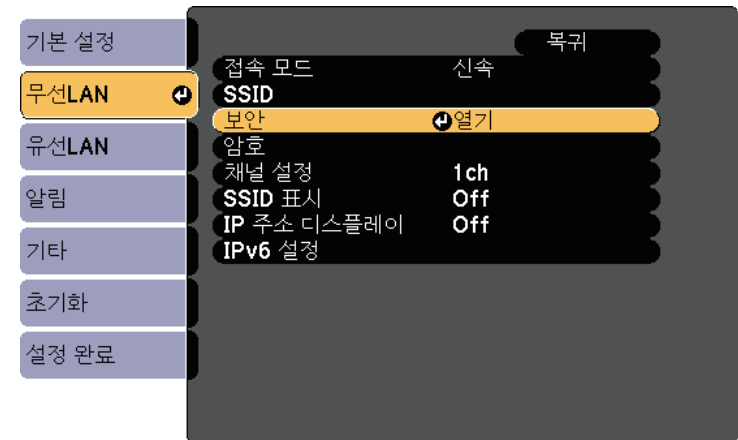 기본 설정
무선LAN
유선LAN
알림
기타
초기화
설정 완료
복귀
접속 모드 신속
SSID
보안 열기
암호
채널 설정 1ch
SSID 표시 Off
IP 주소 디스플레이 Off
IPv6 설정